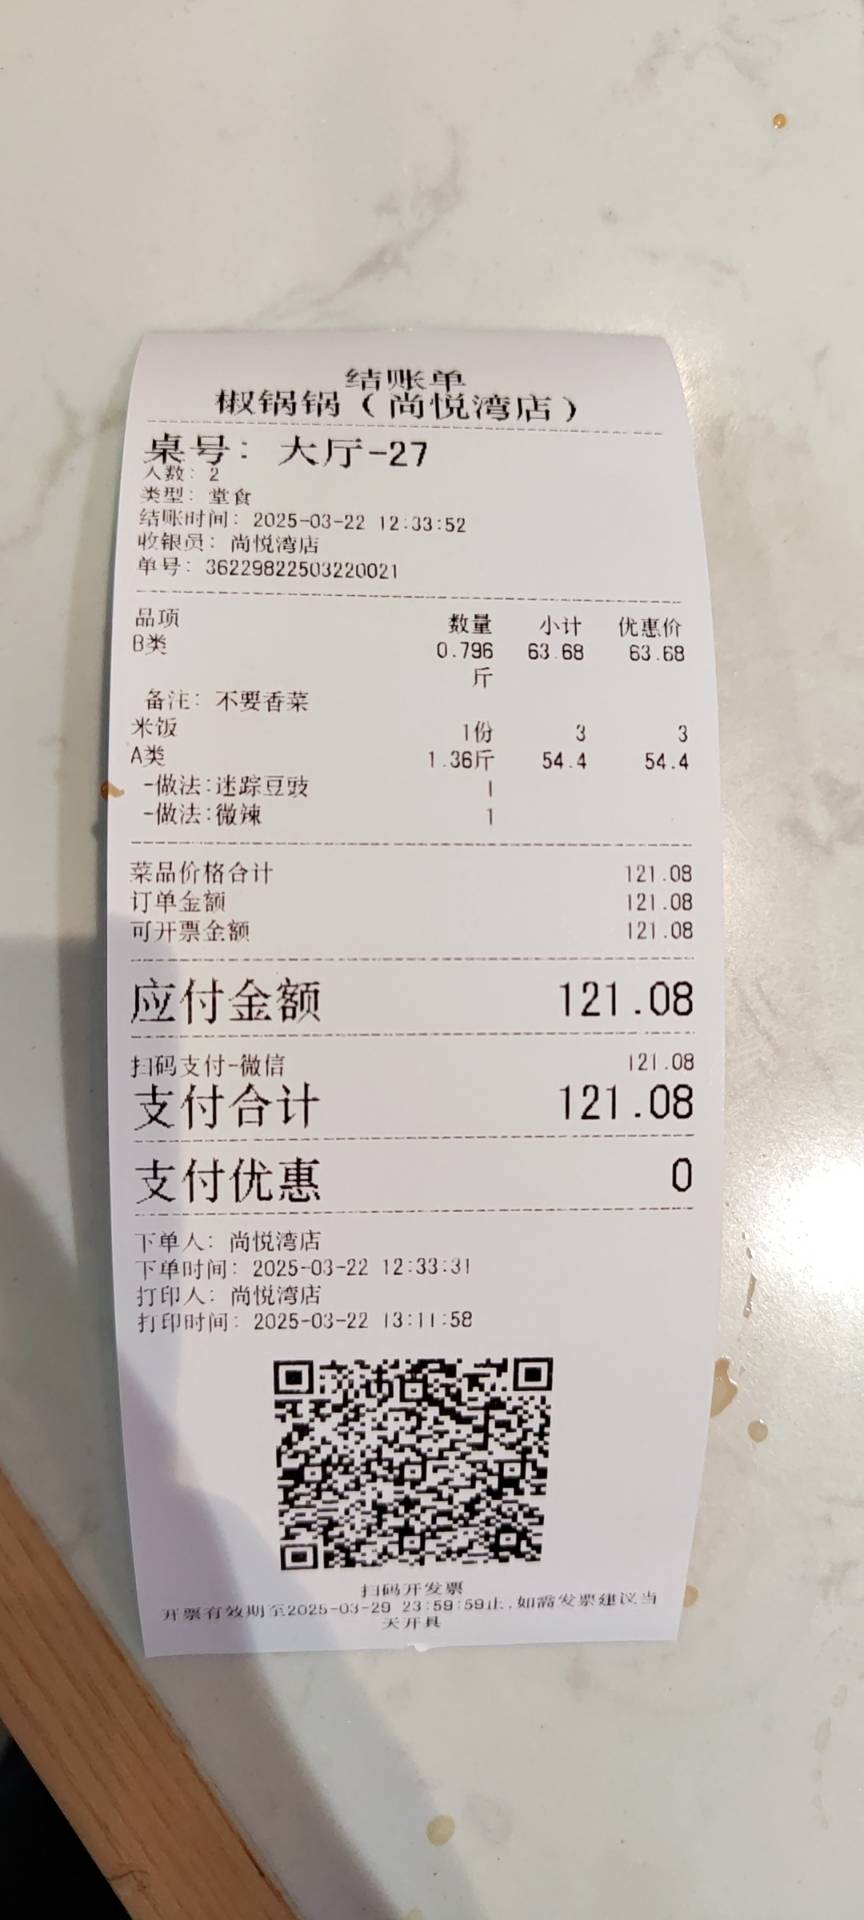 结账单
椒锅锅（尚悦湾店）
桌号：大厅-27
人数：2
类型：堂食
结账时间：2025-03-22 12:33:52
收银员：尚悦湾店
单号：36229822503220021
品项 数量 小计 优惠价
B类 0.796 63.68 63.68
斤
备注：不要香菜
米饭 1份 3 3
A类 1.36斤 54.4 54.4
-做法:迷踪豆豉 1
-做法:微辣 1
菜品价格合计 121.08
订单金额 121.08
可开票金额 121.08
应付金额 121.08
扫码支付-微信 121.08
支付合计 121.08
支付优惠 0
下单人：尚悦湾店
下单时间：2025-03-22 12:33:31
打印人：尚悦湾店
打印时间：2025-03-22 13:11:58
扫码开发票
开票有效期至2025-03-29 23:59:59止,如需发票建议当
天开具